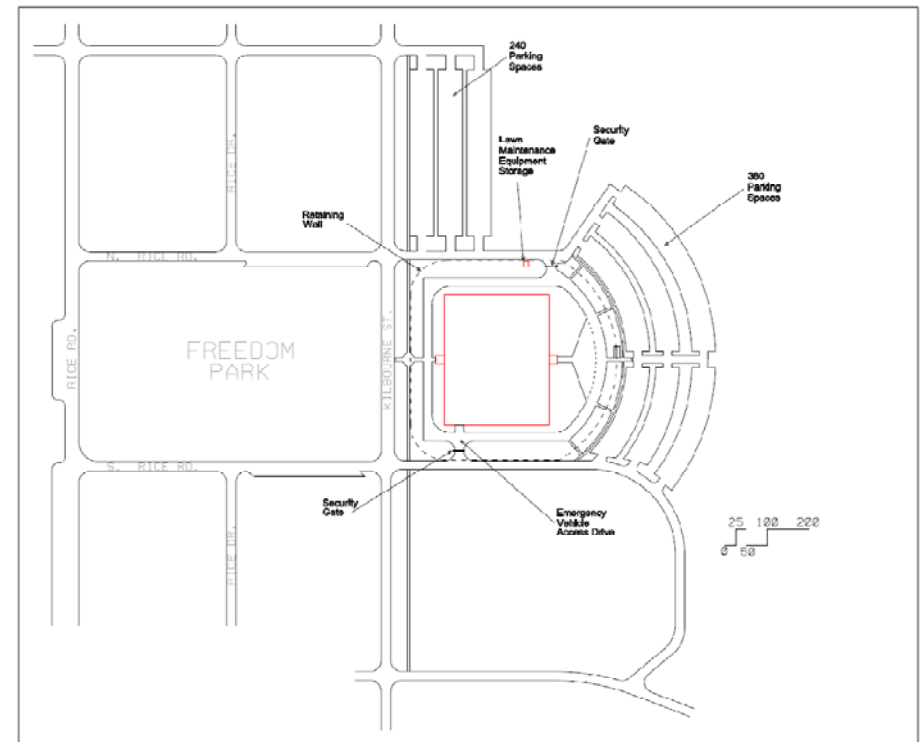 240
Parking
Spaces
Lawn
Maintenance
Equipment
Storage
Security
Gate
380
Parking
Spaces
RICE DR.
Retaining
Wall
N. RICE RD.
RICE RD.
FREEDOM
PARK
KILBOURNE ST.
S. RICE RD.
Security
Gate
Emergency
Vehicle
Access Drive
RICE DR.
25 100 200
0 50